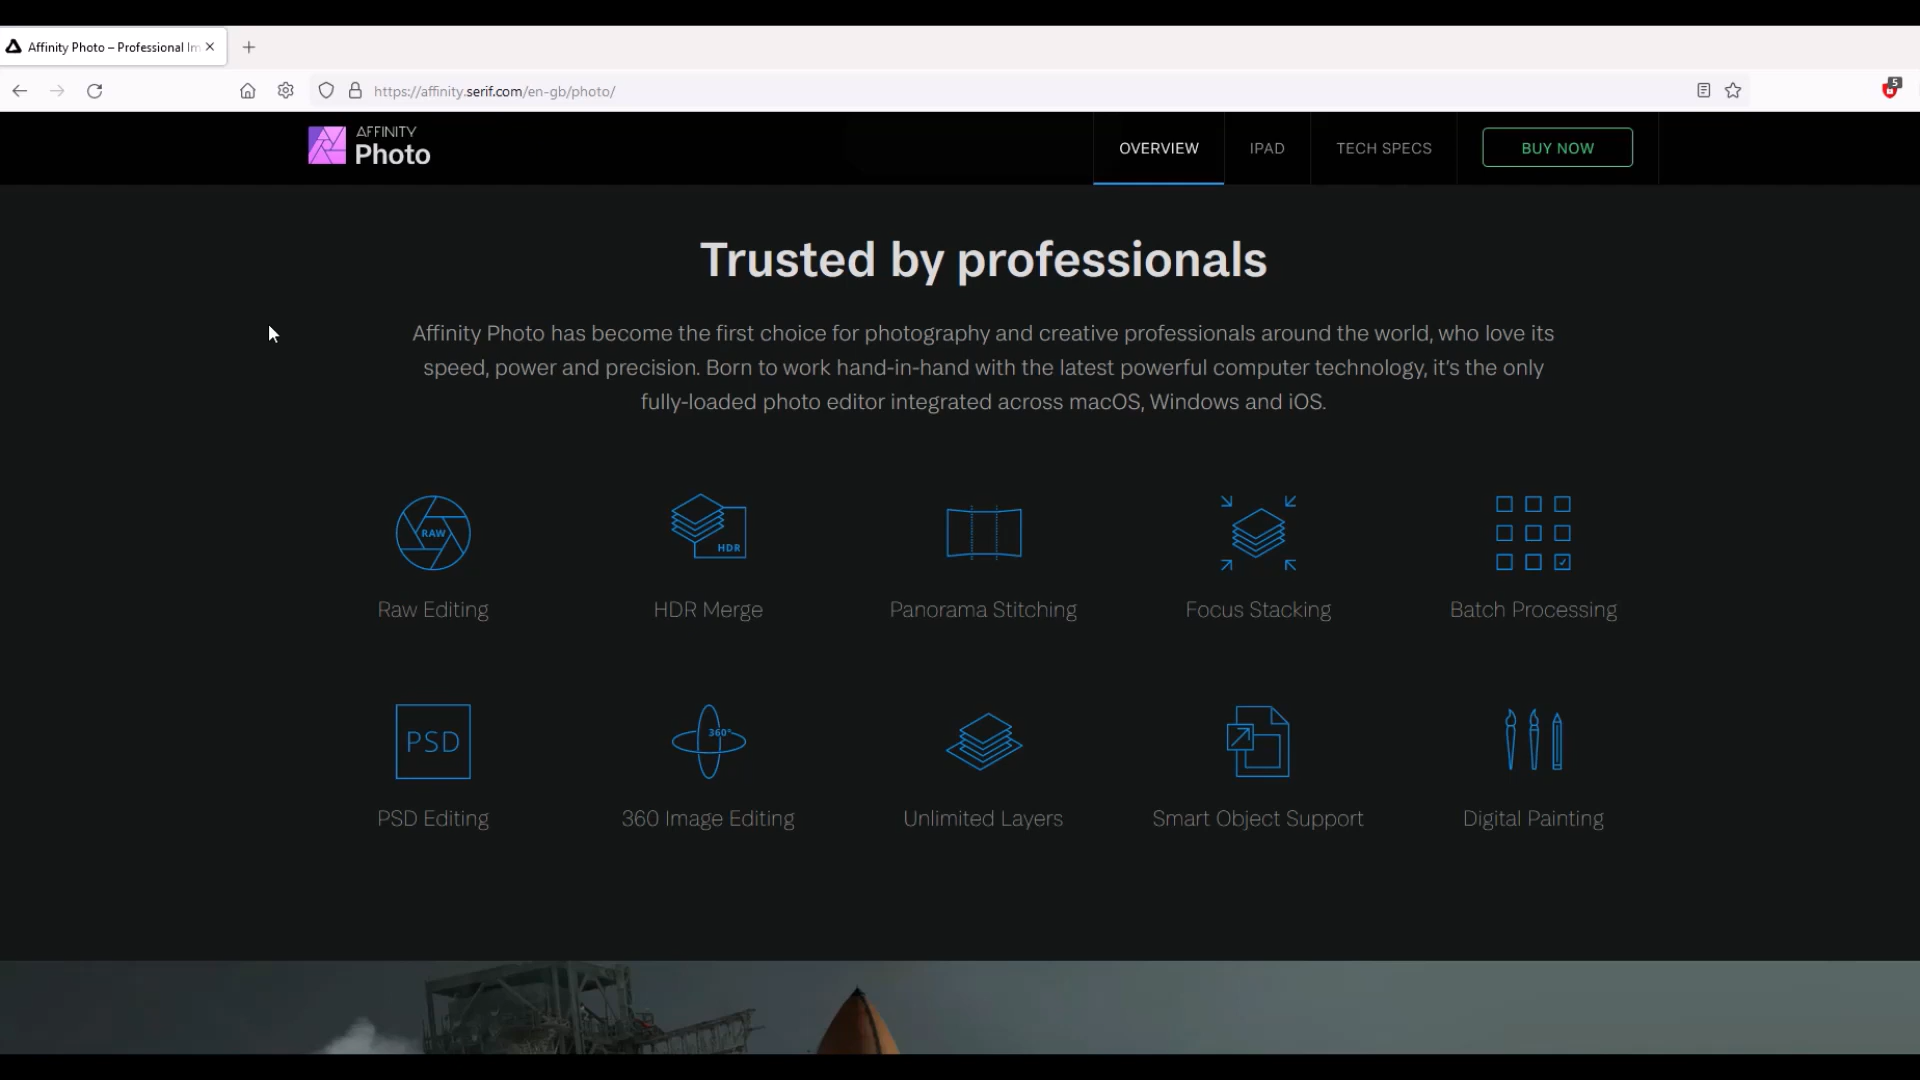 Affinity Photo – Professional Im
https://affinity.serif.com/en-gb/photo/
5
AFFINITY
Photo
OVERVIEW
IPAD
TECH SPECS
BUY NOW
Trusted by professionals
Affinity Photo has become the first choice for photography and creative professionals around the world, who love its
speed, power and precision. Born to work hand-in-hand with the latest powerful computer technology, it’s the only
fully-loaded photo editor integrated across macOS, Windows and iOS.
RAW
HDR
Raw Editing
HDR Merge
Panorama Stitching
Focus Stacking
Batch Processing
PSD
360°
PSD Editing
360 Image Editing
Unlimited Layers
Smart Object Support
Digital Painting